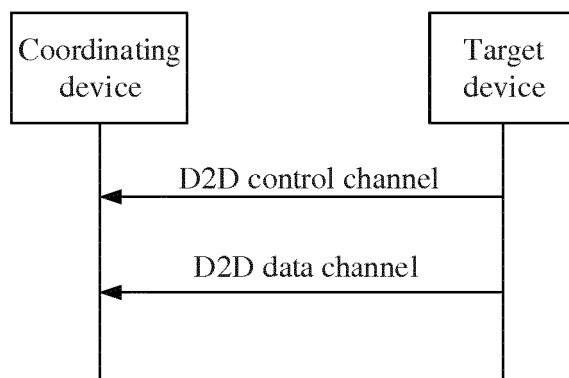 Coordinating
device
Target
device
D2D control channel
D2D data channel